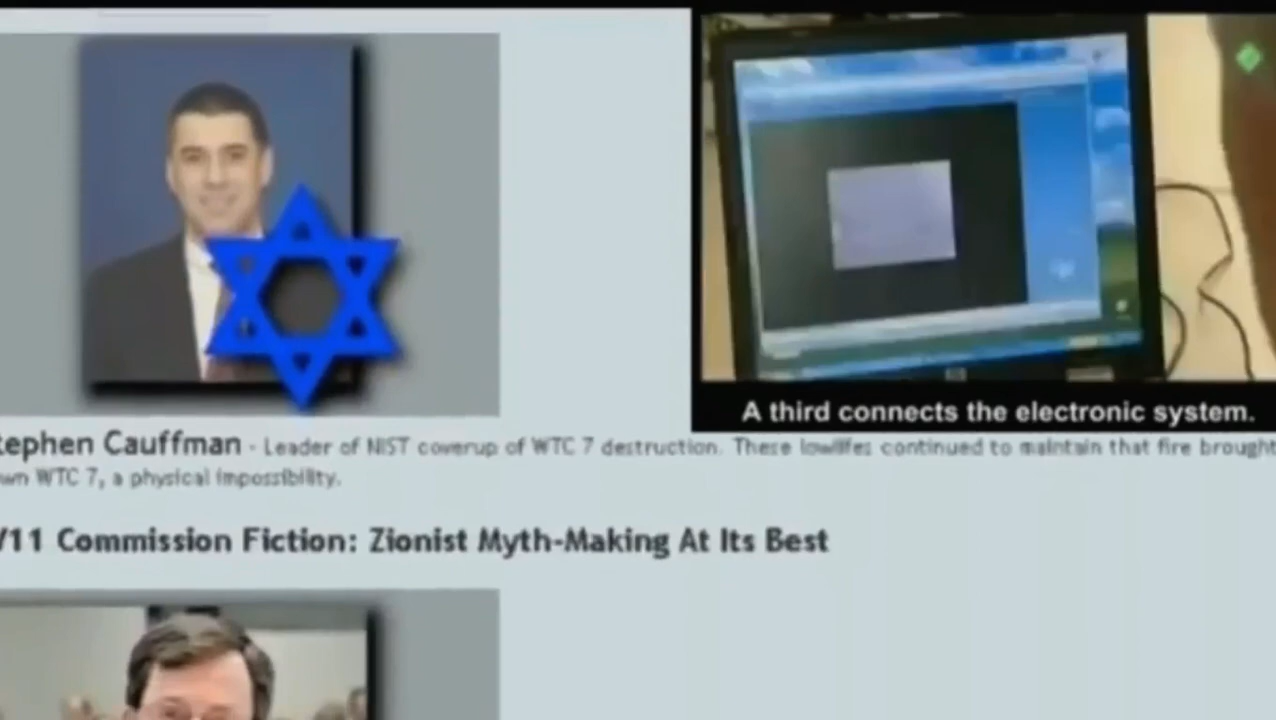 A third connects the electronic system.
tephen Cauffman - Leader of NIST coverup of WTC 7 destruction. These lowlifes continued to maintain that fire brought
wn WTC 7, a physical impossibility.
/11 Commission Fiction: Zionist Myth-Making At Its Best